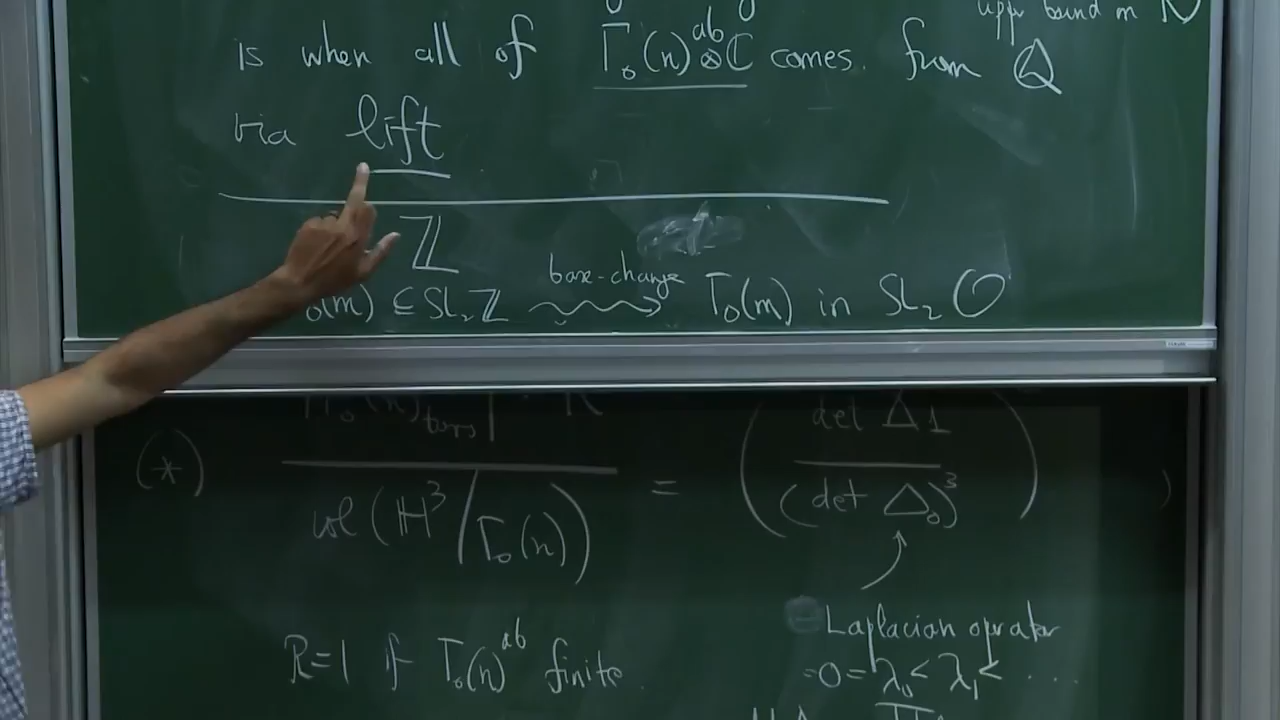 upper bound on
is when all of Γ₀(n)^ab ⊗ ℂ comes from ℚ
via lift
ℤ
₀(m) ⊆ SL₂ℤ base-change Γ₀(m) in SL₂ O
(*) Γ₀(n)_tors| · R / vol(H³/Γ₀(n)) = (det Δ1 / (det Δ₀)³)
R=1 if Γ₀(n)^ab finite
Laplacian oprator
=0=λ₀<λ₁< ....